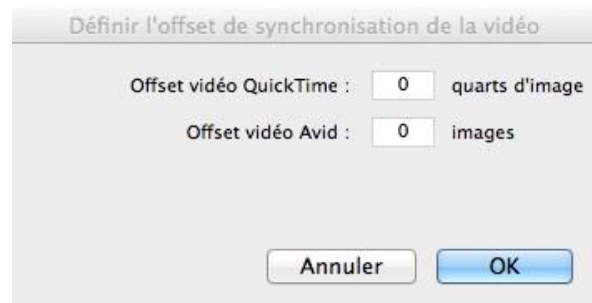 Définir l'offset de synchronisation de la vidéo
Offset vidéo QuickTime : 0 quarts d'image
Offset vidéo Avid : 0 images
Annuler OK